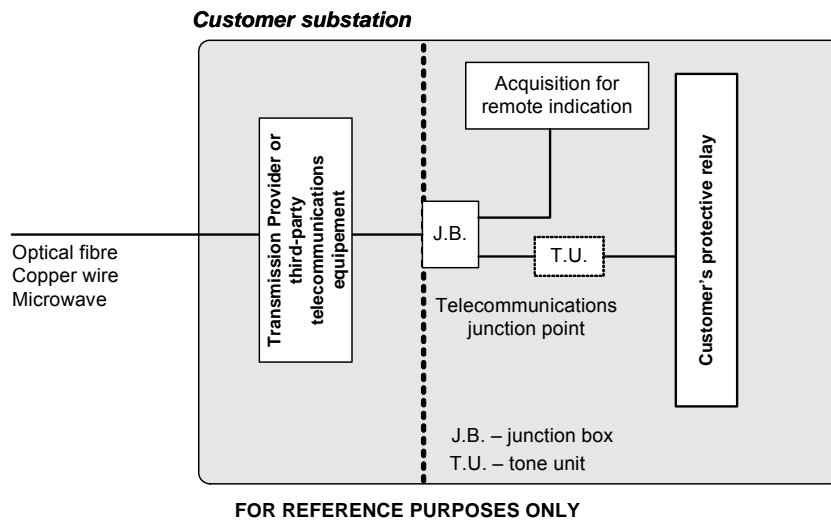 Customer substation
Acquisition for
remote indication
Transmission Provider or
third-party
telecommunications
equipement
Customer's protective relay
J.B.
T.U.
Optical fibre
Copper wire
Microwave
Telecommunications
junction point
J.B. – junction box
T.U. – tone unit
FOR REFERENCE PURPOSES ONLY